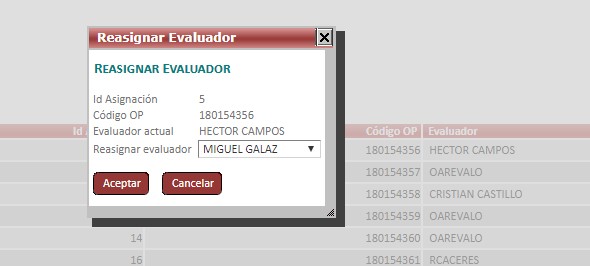 Reasignar Evaluador
REASIGNAR EVALUADOR
Id Asignación 5
Código OP 180154356
Evaluador actual HECTOR CAMPOS
Reasignar evaluador MIGUEL GALAZ
Aceptar Cancelar
Id Código OP Evaluador
180154356 HECTOR CAMPOS
180154357 OAREVALO
180154358 CRISTIAN CASTILLO
180154359 OAREVALO
14 180154360 OAREVALO
16 180154361 RCACERES